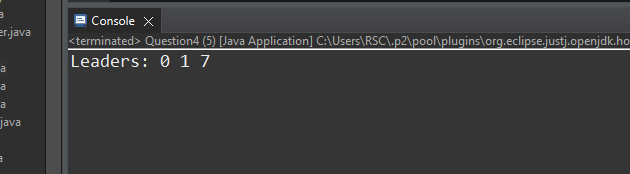 Console
er.java
<terminated> Question4 (5) [Java Application] C:\Users\RSC\.p2\pool\plugins\org.eclipse.justj.openjdk.ho
Leaders: 0 1 7
a
a
a
java
a